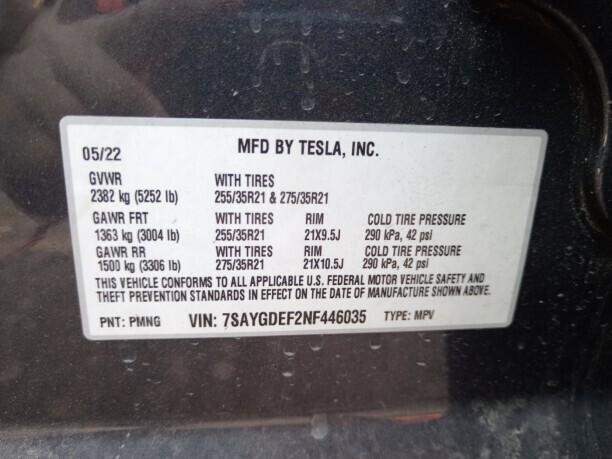 05/22 MFD BY TESLA, INC.
GVWR WITH TIRES
2382 kg (5252 lb) 255/35R21 & 275/35R21
GAWR FRT WITH TIRES RIM COLD TIRE PRESSURE
1363 kg (3004 lb) 255/35R21 21X9.5J 290 kPa, 42 psi
GAWR RR WITH TIRES RIM COLD TIRE PRESSURE
1500 kg (3306 lb) 275/35R21 21X10.5J 290 kPa, 42 psi
THIS VEHICLE CONFORMS TO ALL APPLICABLE U.S. FEDERAL MOTOR VEHICLE SAFETY AND
THEFT PREVENTION STANDARDS IN EFFECT ON THE DATE OF MANUFACTURE SHOWN ABOVE.
PNT: PMNG VIN: 7SAYGDEF2NF446035 TYPE: MPV